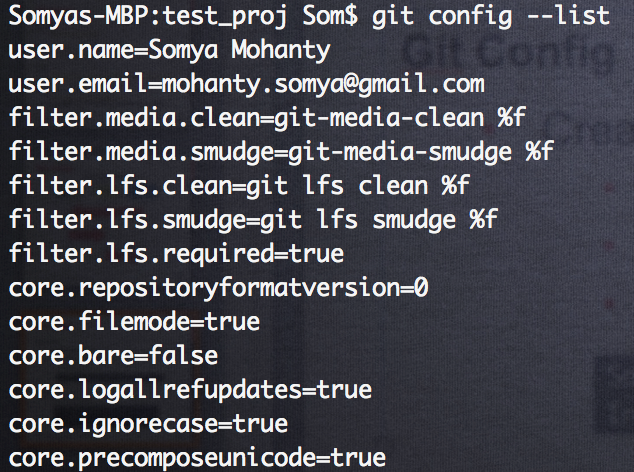 Somyas-MBP:test_proj Som$ git config --list
user.name=Somya Mohanty
user.email=mohanty.somya@gmail.com
filter.media.clean=git-media-clean %f
filter.media.smudge=git-media-smudge %f
filter.lfs.clean=git lfs clean %f
filter.lfs.smudge=git lfs smudge %f
filter.lfs.required=true
core.repositoryformatversion=0
core.filemode=true
core.bare=false
core.logallrefupdates=true
core.ignorecase=true
core.precomposeunicode=true
Git Config
Crea